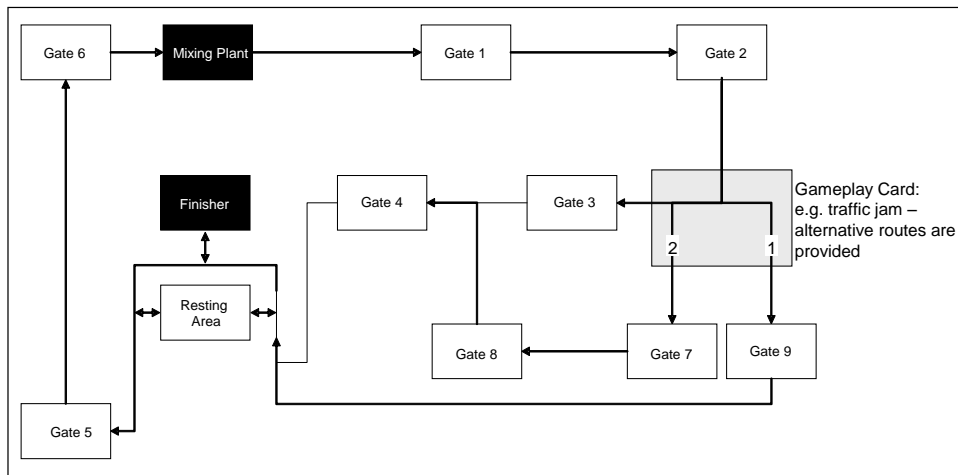 Gate 6
Mixing Plant
Gate 1
Gate 2
Finisher
Gate 4
Gate 3
Gameplay Card:
e.g. traffic jam –
alternative routes are
provided
2
1
Resting
Area
Gate 8
Gate 7
Gate 9
Gate 5